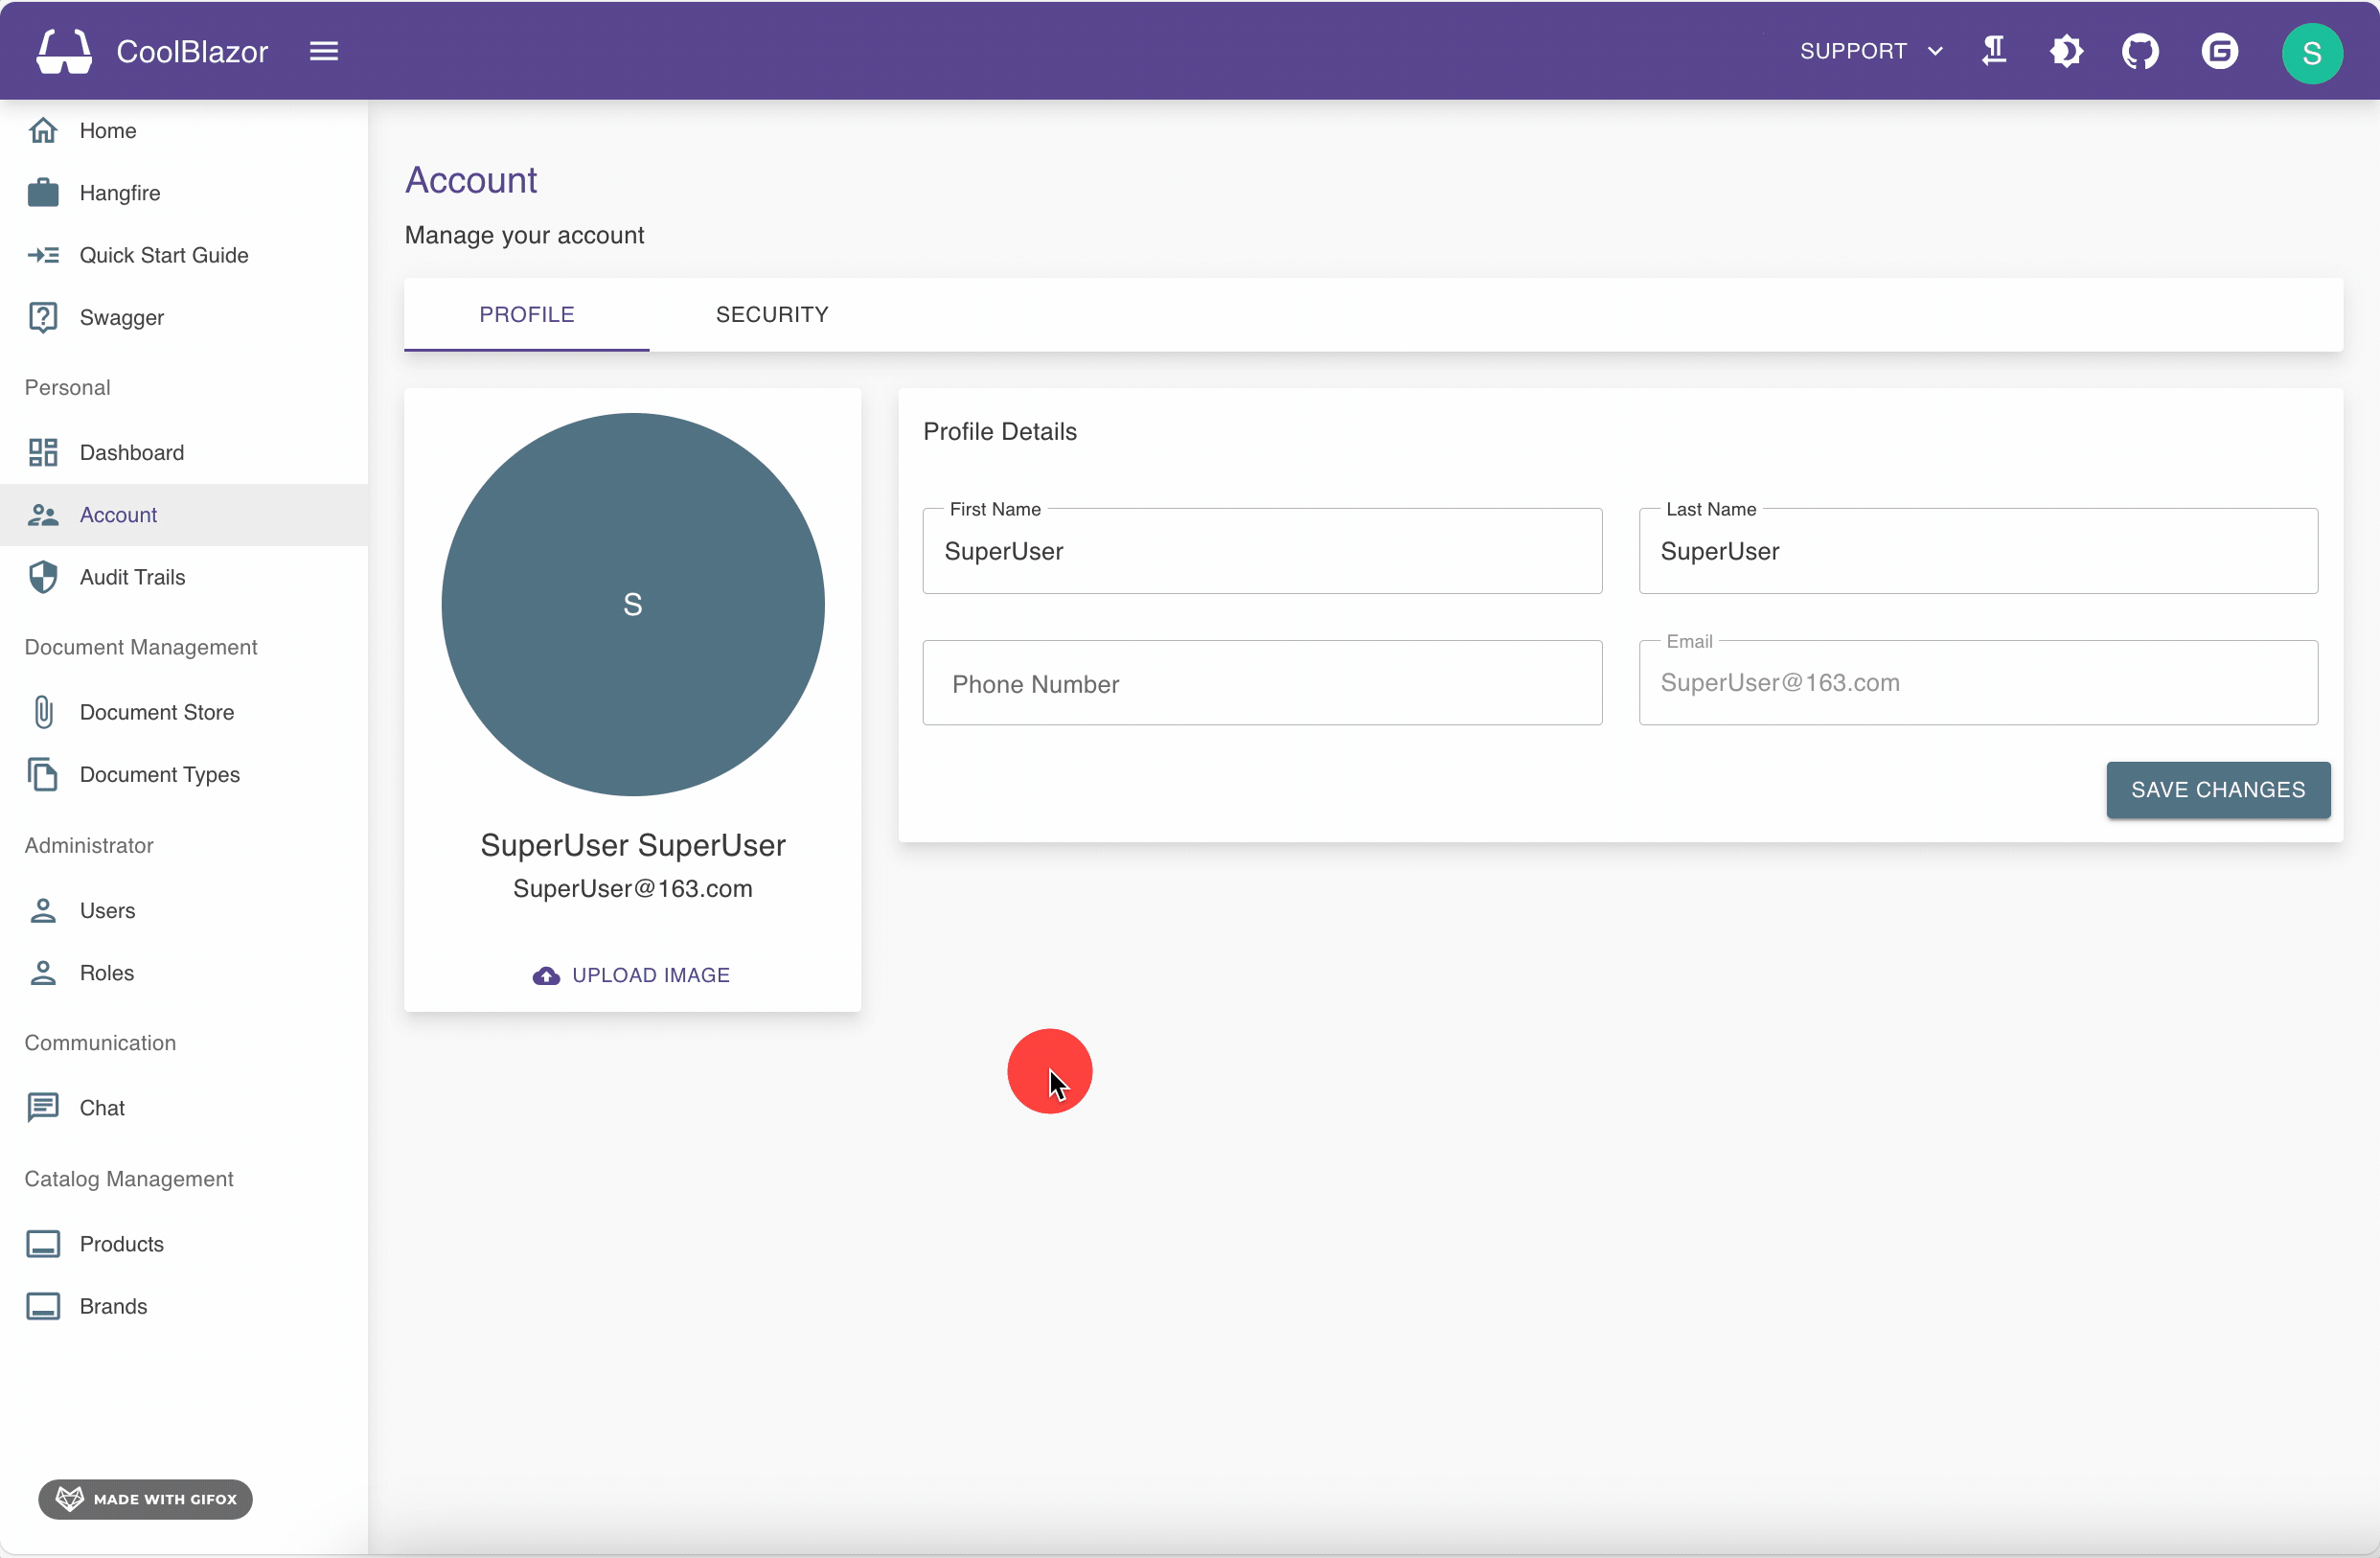 CoolBlazor
SUPPORT
S
Home
Hangfire
Quick Start Guide
Swagger
Personal
Dashboard
Account
Audit Trails
Document Management
Document Store
Document Types
Administrator
Users
Roles
Communication
Chat
Catalog Management
Products
Brands
MADE WITH GIFOX
Account
Manage your account
PROFILE
SECURITY
S
SuperUser SuperUser
SuperUser@163.com
UPLOAD IMAGE
Profile Details
First Name
SuperUser
Last Name
SuperUser
Phone Number
Email
SuperUser@163.com
SAVE CHANGES